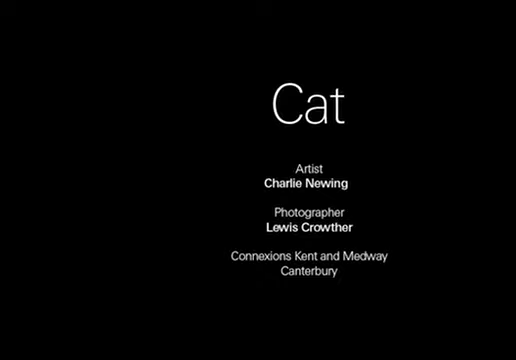 Cat
Artist
Charlie Newing
Photographer
Lewis Crowther
Connexions Kent and Medway
Canterbury